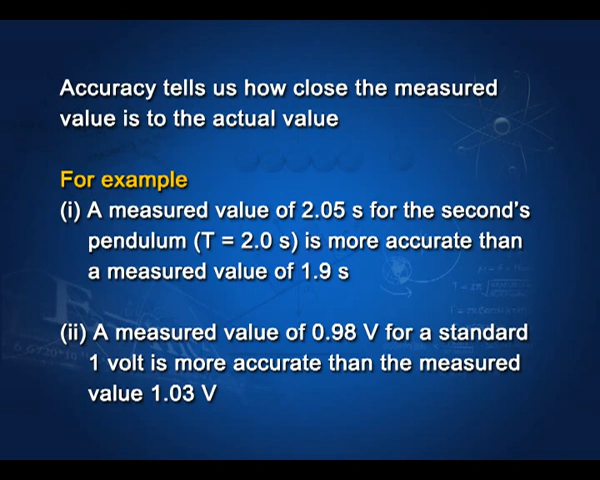 Accuracy tells us how close the measured
value is to the actual value
For example
(i) A measured value of 2.05 s for the second's
pendulum (T = 2.0 s) is more accurate than
a measured value of 1.9 s
(ii) A measured value of 0.98 V for a standard
1 volt is more accurate than the measured
value 1.03 V